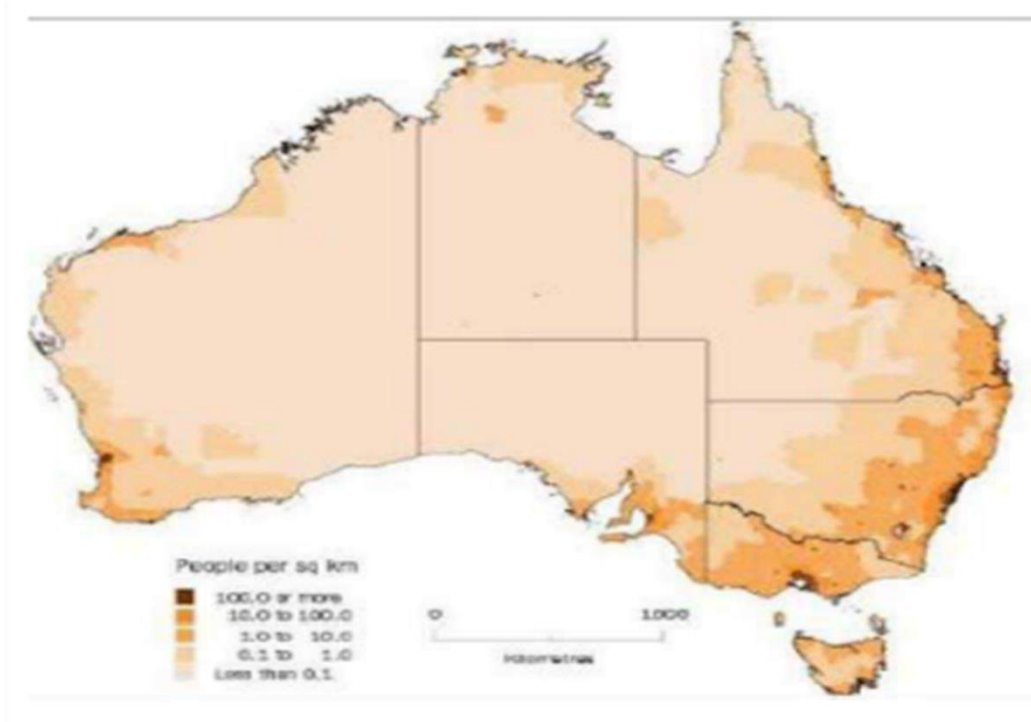 People per sq km
100.0 or more
10.0 to 100.0
1.0 to 10.0
0.1 to 1.0
Less than 0.1
0 1000
Kilometres